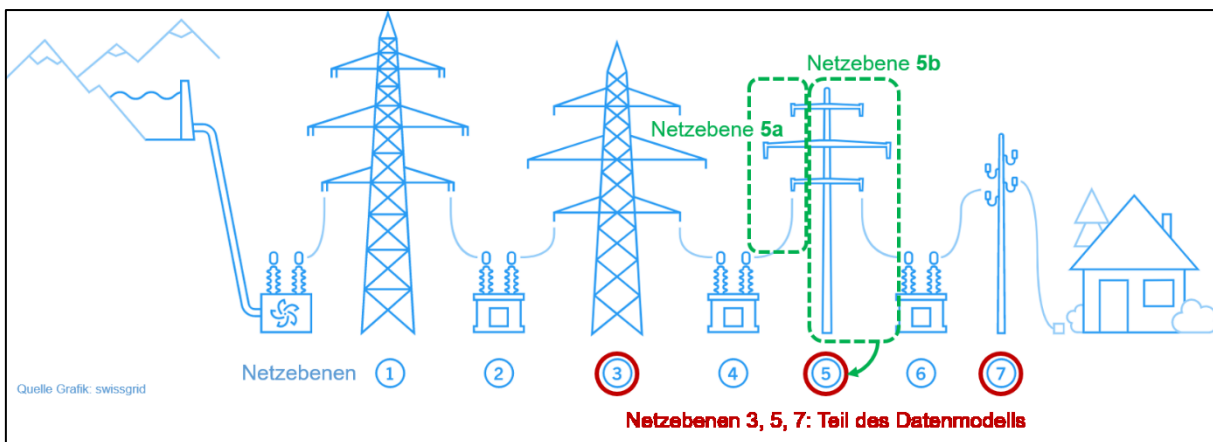 Netzebene 5b
Netzebene 5a
Netzebenen 1 2 3 4 5 6 7
Quelle Grafik: swissgrid
Netzebenen 3, 5, 7: Teil des Datenmodells